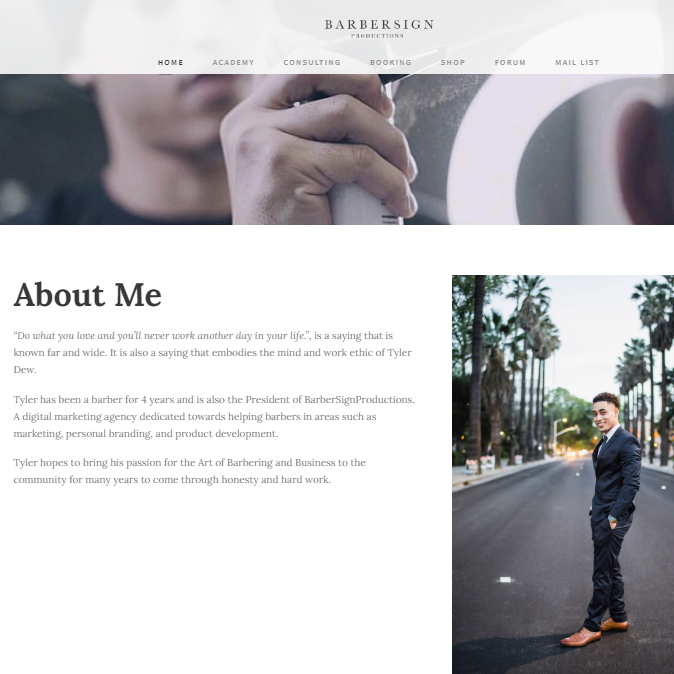 BARBERSIGN
PRODUCTIONS
HOME ACADEMY CONSULTING BOOKING SHOP FORUM MAIL LIST
About Me
“Do what you love and you’ll never work another day in your life.”, is a saying that is
known far and wide. It is also a saying that embodies the mind and work ethic of Tyler
Dew.
Tyler has been a barber for 4 years and is also the President of BarberSignProductions.
A digital marketing agency dedicated towards helping barbers in areas such as
marketing, personal branding, and product development.
Tyler hopes to bring his passion for the Art of Barbering and Business to the
community for many years to come through honesty and hard work.